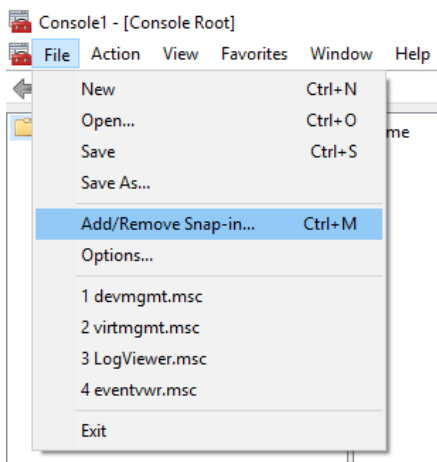 Console1 - [Console Root]
File Action View Favorites Window Help
New Ctrl+N
Open... Ctrl+O
Save Ctrl+S
Save As...
Add/Remove Snap-in... Ctrl+M
Options...
1 devmgmt.msc
2 virtmgmt.msc
3 LogViewer.msc
4 eventvwr.msc
Exit